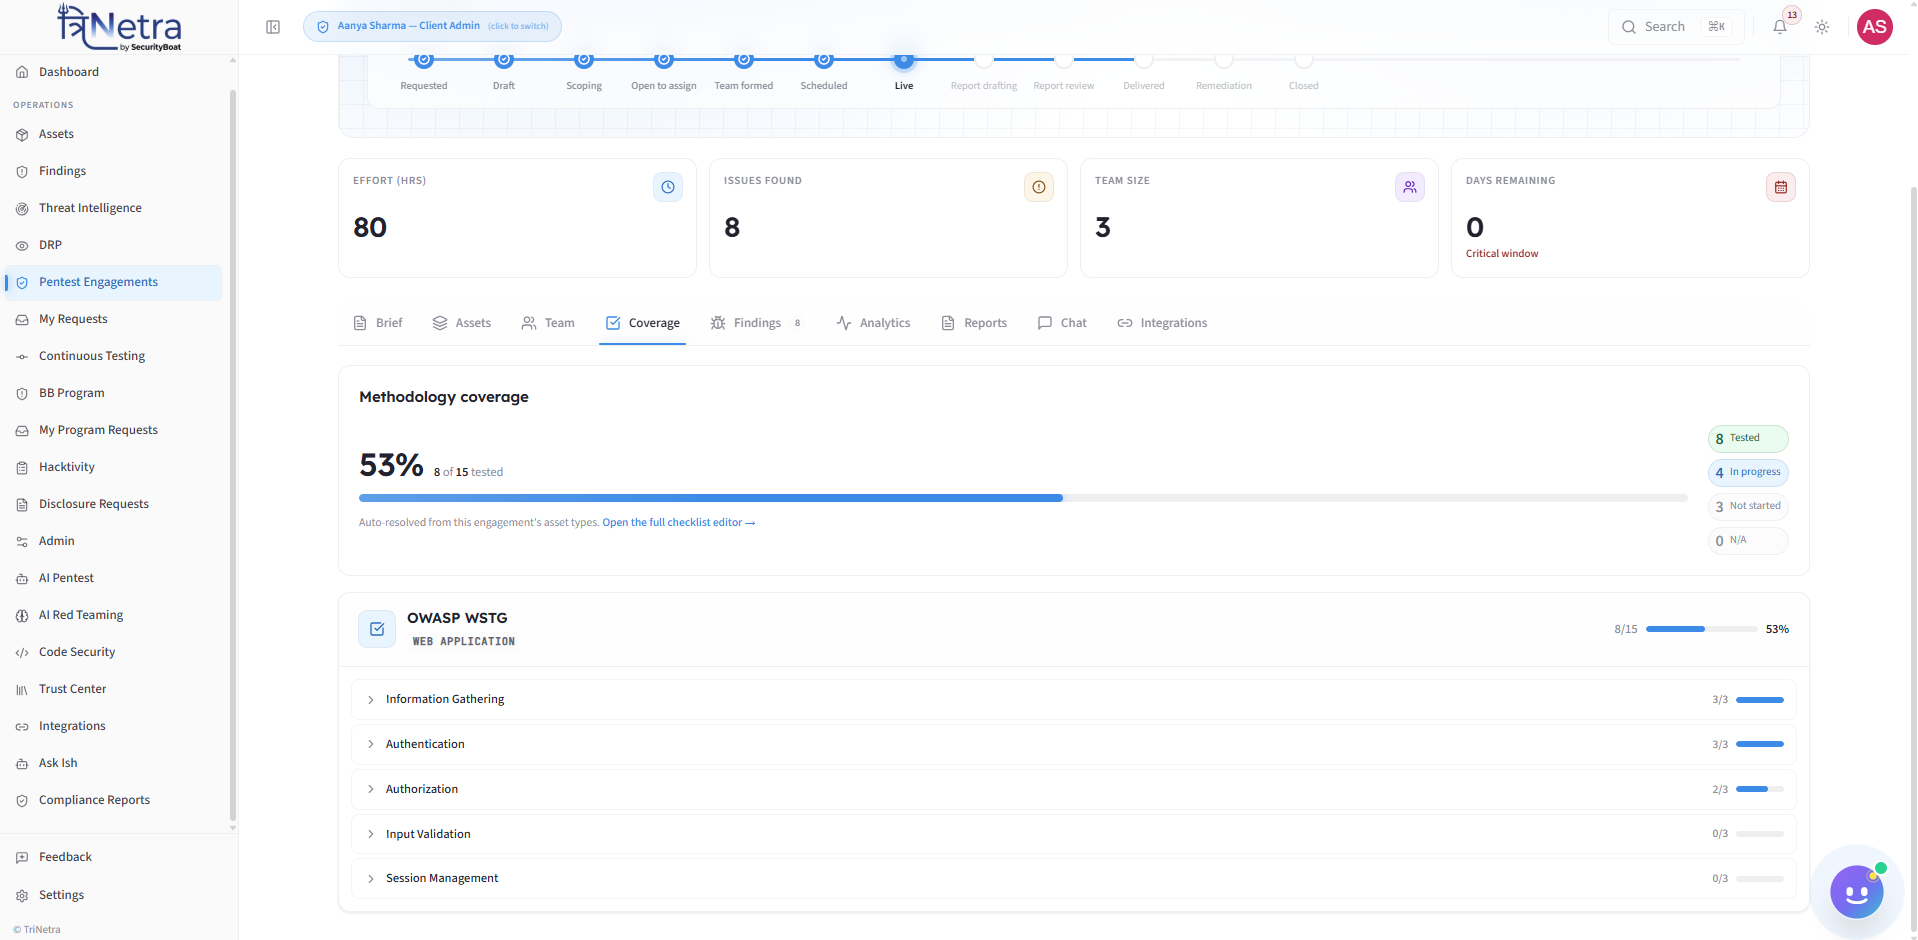 त्रिNetra
by SecurityBoat
Aanya Sharma — Client Admin (click to switch)
Search ⌘K
13
AS
Dashboard
OPERATIONS
Assets
Findings
Threat Intelligence
DRP
Pentest Engagements
My Requests
Continuous Testing
BB Program
My Program Requests
Hacktivity
Disclosure Requests
Admin
AI Pentest
AI Red Teaming
Code Security
Trust Center
Integrations
Ask Ish
Compliance Reports
Feedback
Settings
© TriNetra
Requested Draft Scoping Open to assign Team formed Scheduled Live Report drafting Report review Delivered Remediation Closed
EFFORT (HRS)
80
ISSUES FOUND
8
TEAM SIZE
3
DAYS REMAINING
0
Critical window
Brief Assets Team Coverage Findings 8 Analytics Reports Chat Integrations
Methodology coverage
53% 8 of 15 tested
Auto-resolved from this engagement's asset types. Open the full checklist editor →
8 Tested
4 In progress
3 Not started
0 N/A
OWASP WSTG
WEB APPLICATION
8/15 53%
Information Gathering 3/3
Authentication 3/3
Authorization 2/3
Input Validation 0/3
Session Management 0/3